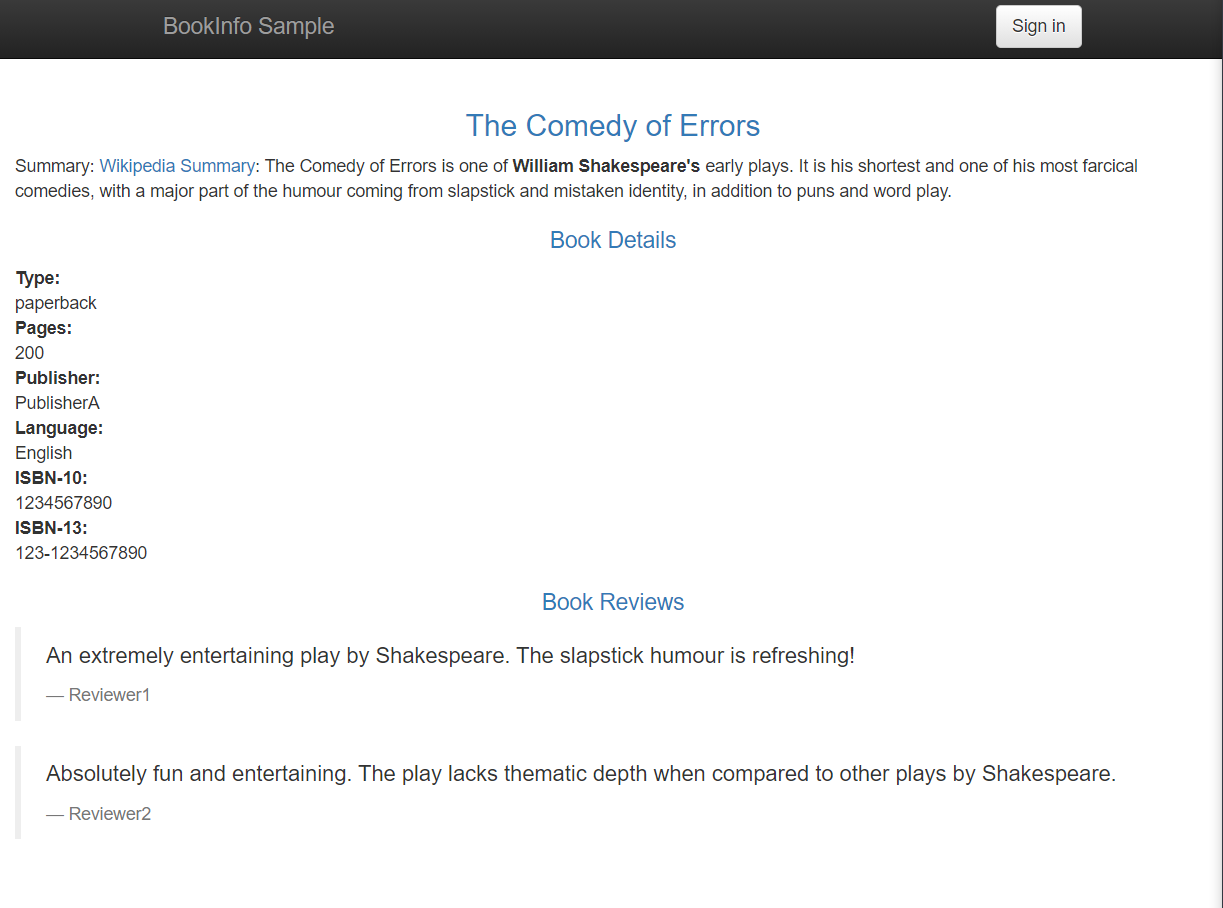 BookInfo Sample
Sign in
The Comedy of Errors
Summary: Wikipedia Summary: The Comedy of Errors is one of William Shakespeare's early plays. It is his shortest and one of his most farcical
comedies, with a major part of the humour coming from slapstick and mistaken identity, in addition to puns and word play.
Book Details
Type:
paperback
Pages:
200
Publisher:
PublisherA
Language:
English
ISBN-10:
1234567890
ISBN-13:
123-1234567890
Book Reviews
An extremely entertaining play by Shakespeare. The slapstick humour is refreshing!
— Reviewer1
Absolutely fun and entertaining. The play lacks thematic depth when compared to other plays by Shakespeare.
— Reviewer2